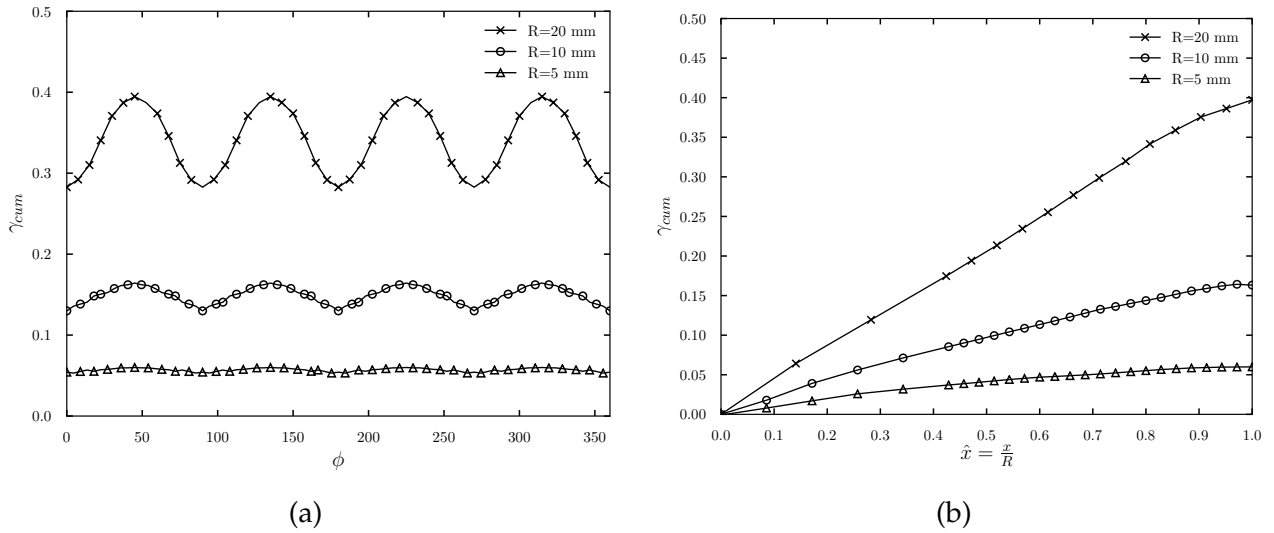 0.5
0.4
0.3
0.2
0.1
0.0
γcum
0 50 100 150 200 250 300 350
ϕ
R=20 mm
R=10 mm
R=5 mm
(a)
0.50
0.45
0.40
0.35
0.30
0.25
0.20
0.15
0.10
0.05
0.00
γcum
0.0 0.1 0.2 0.3 0.4 0.5 0.6 0.7 0.8 0.9 1.0
x̂ = x/R
R=20 mm
R=10 mm
R=5 mm
(b)